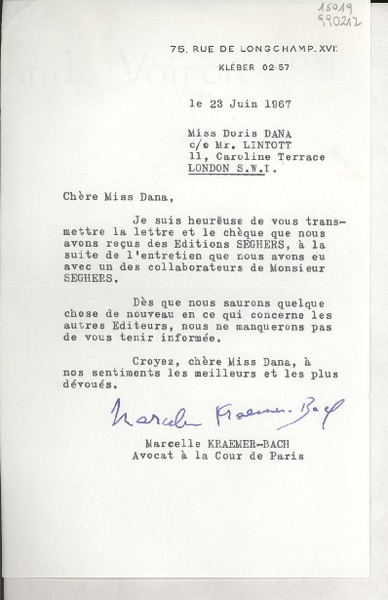 15019
990212
75, RUE DE LONGCHAMP. XVIE
KLÉBER 02-57
le 23 Juin 1967
Miss Doris DANA
c/o Mr. LINTOTT
11, Caroline Terrace
LONDON S.W.I.
Chère Miss Dana,
Je suis heureuse de vous trans-
mettre la lettre et le chèque que nous
avons reçus des Editions SEGHERS, à la
suite de l'entretien que nous avons eu
avec un des collaborateurs de Monsieur
SEGHERS.
Dès que nous saurons quelque
chose de nouveau en ce qui concerne les
autres Editeurs, nous ne manquerons pas
de vous tenir informée.
Croyez, chère Miss Dana, à
nos sentiments les meilleurs et les plus
dévoués.
Marcelle Kraemer-Bach
Marcelle KRAEMER-BACH
Avocat à la Cour de Paris